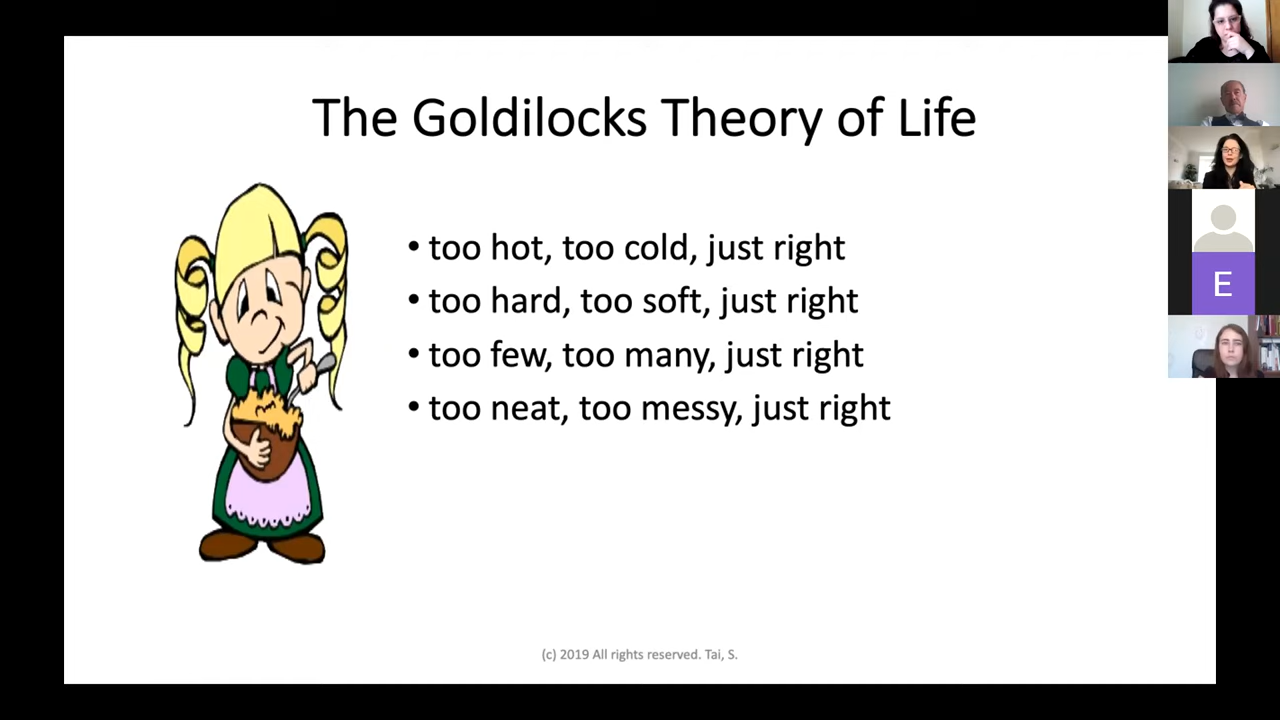 The Goldilocks Theory of Life
• too hot, too cold, just right
• too hard, too soft, just right
• too few, too many, just right
• too neat, too messy, just right
(c) 2019 All rights reserved. Tai, S.
E